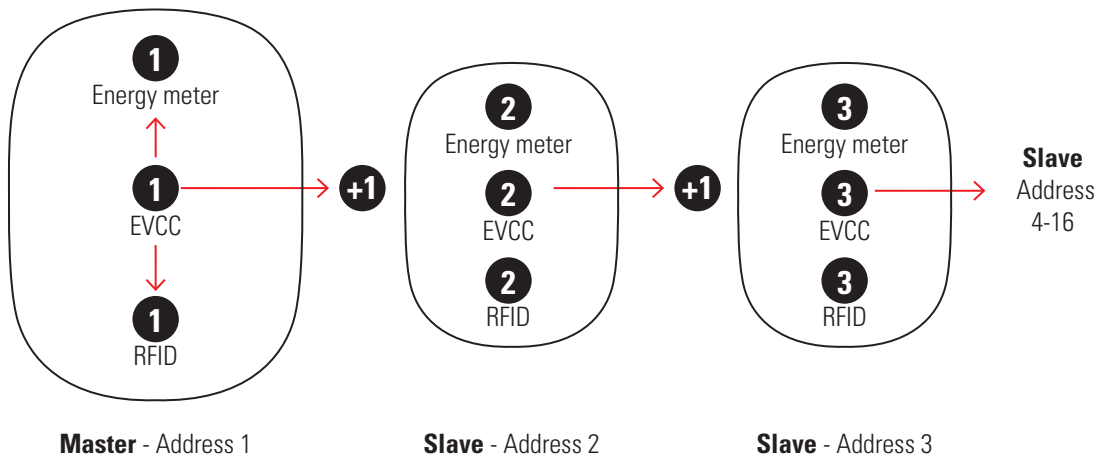 1
Energy meter
1
EVCC
1
RFID
Master - Address 1
+1
2
Energy meter
2
EVCC
2
RFID
Slave - Address 2
+1
3
Energy meter
3
EVCC
3
RFID
Slave - Address 3
Slave
Address
4-16